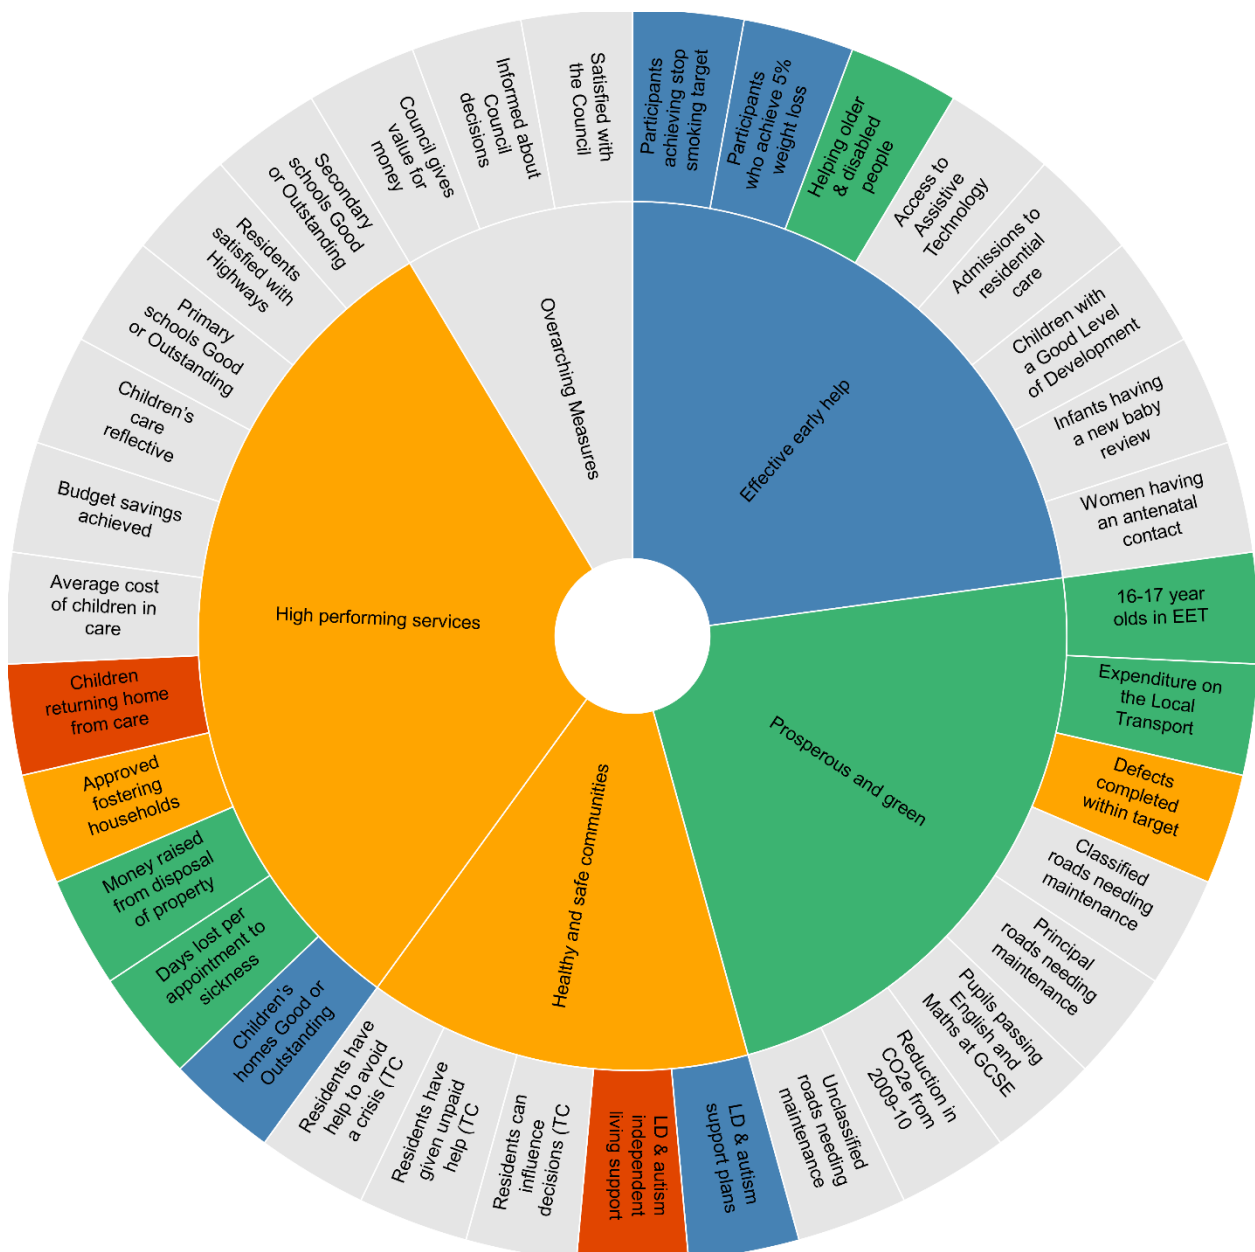 Participants
achieving stop
smoking target
Participants
who achieve 5%
weight loss
Helping older
& disabled
people
Access to
Assistive
Technology
Admissions to
residential
care
Children with
a Good Level
of Development
Infants having
a new baby
review
Women having
an antenatal
contact
16-17 year
olds in EET
Expenditure on
the Local
Transport
Defects
completed
within target
Classified
roads needing
maintenance
Principal
roads needing
maintenance
Pupils passing
English and
Maths at GCSE
Reduction in
CO2e from
2009-10
Unclassified
roads needing
maintenance
LD & autism
support plans
LD & autism
independent
living support
Residents can
influence
decisions (TC
Residents have
given unpaid
help (TC
Residents have
help to avoid
a crisis (TC
Children's
homes Good or
Outstanding
Days lost per
appointment to
sickness
Money raised
from disposal
of property
Approved
fostering
households
Children
returning home
from care
Average cost
of children in
care
Budget savings
achieved
Children's
care
reflective
Primary
schools Good
or Outstanding
Residents
satisfied with
Highways
Secondary
schools Good
or Outstanding
Council gives
value for
money
Informed about
Council
decisions
Satisfied with
the Council
Effective early help
Prosperous and green
Healthy and safe communities
High performing services
Overarching Measures